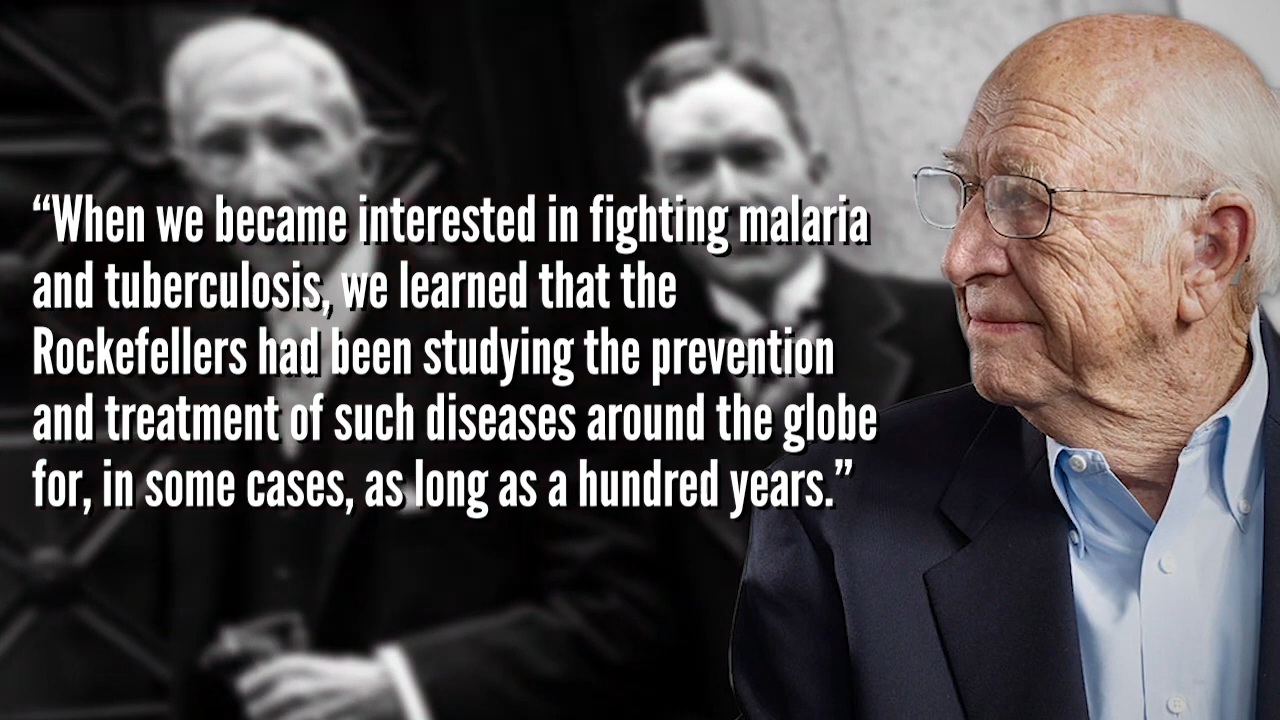 “When we became interested in fighting malaria
and tuberculosis, we learned that the
Rockefellers had been studying the prevention
and treatment of such diseases around the globe
for, in some cases, as long as a hundred years.”